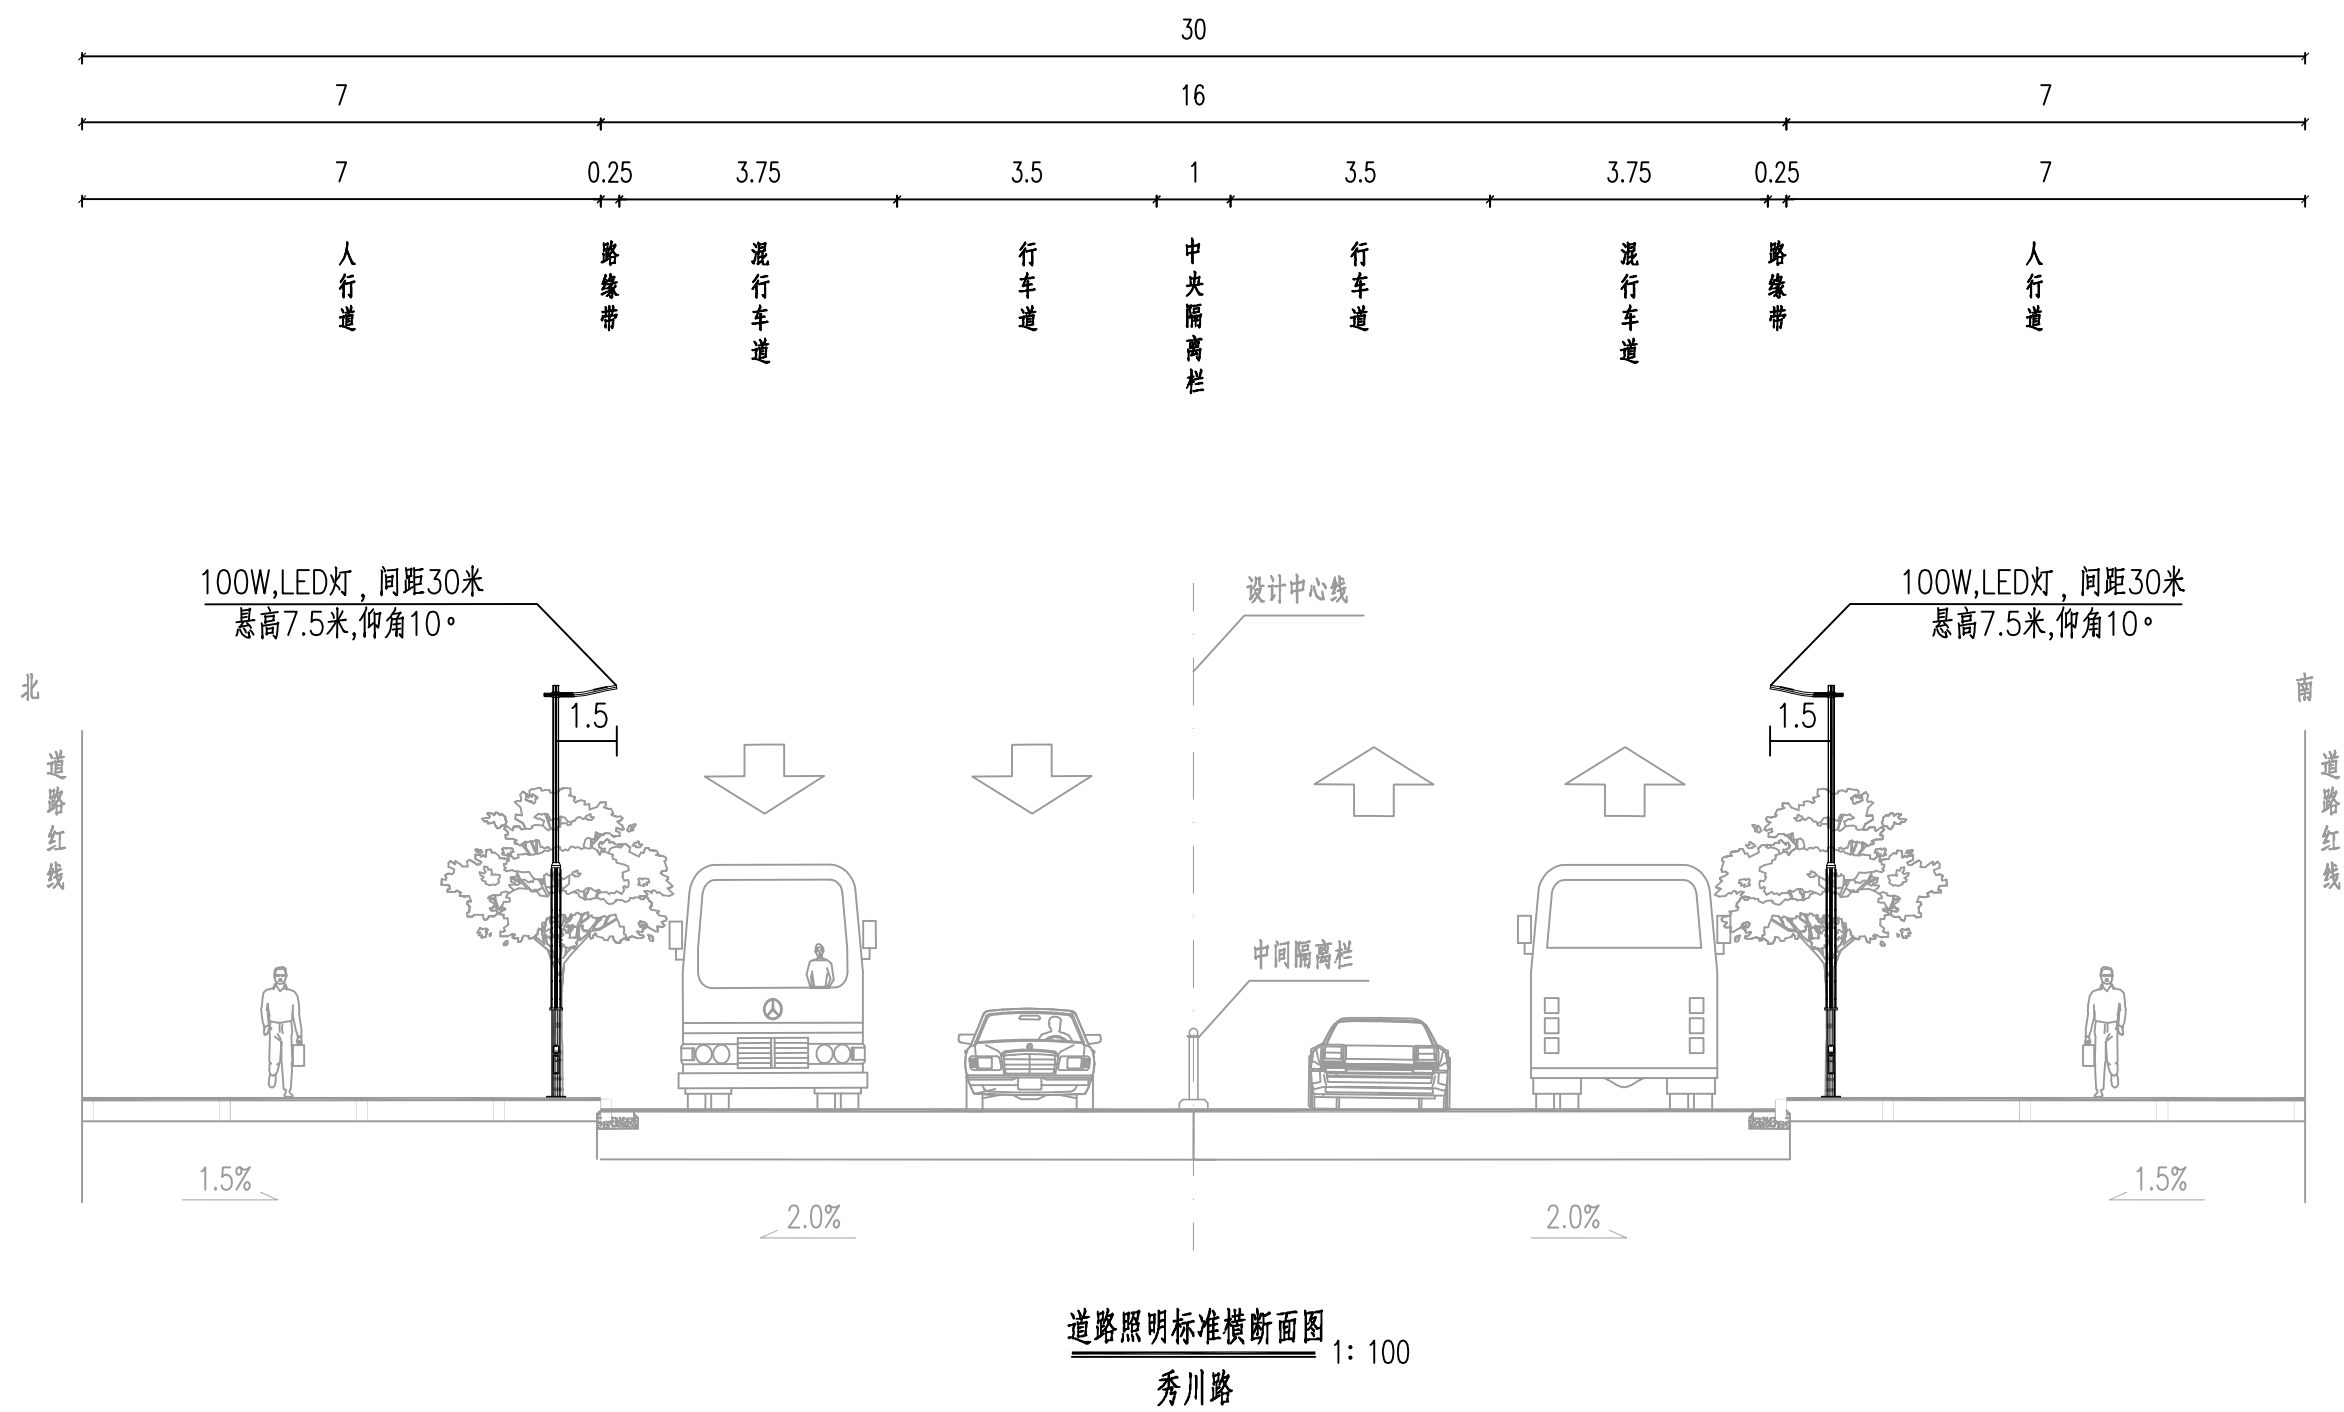 30
7 16 7
7 0.25 3.75 3.5 1 3.5 3.75 0.25 7
人行道 路缘带 混行车道 行车道 中央隔离栏 行车道 混行车道 路缘带 人行道
100W,LED灯，间距30米
悬高7.5米,仰角10°
设计中心线
100W,LED灯，间距30米
悬高7.5米,仰角10°
北
南
1.5
1.5
道路红线
道路红线
中间隔离栏
1.5%
1.5%
2.0%
2.0%
道路照明标准横断面图 1: 100
秀川路